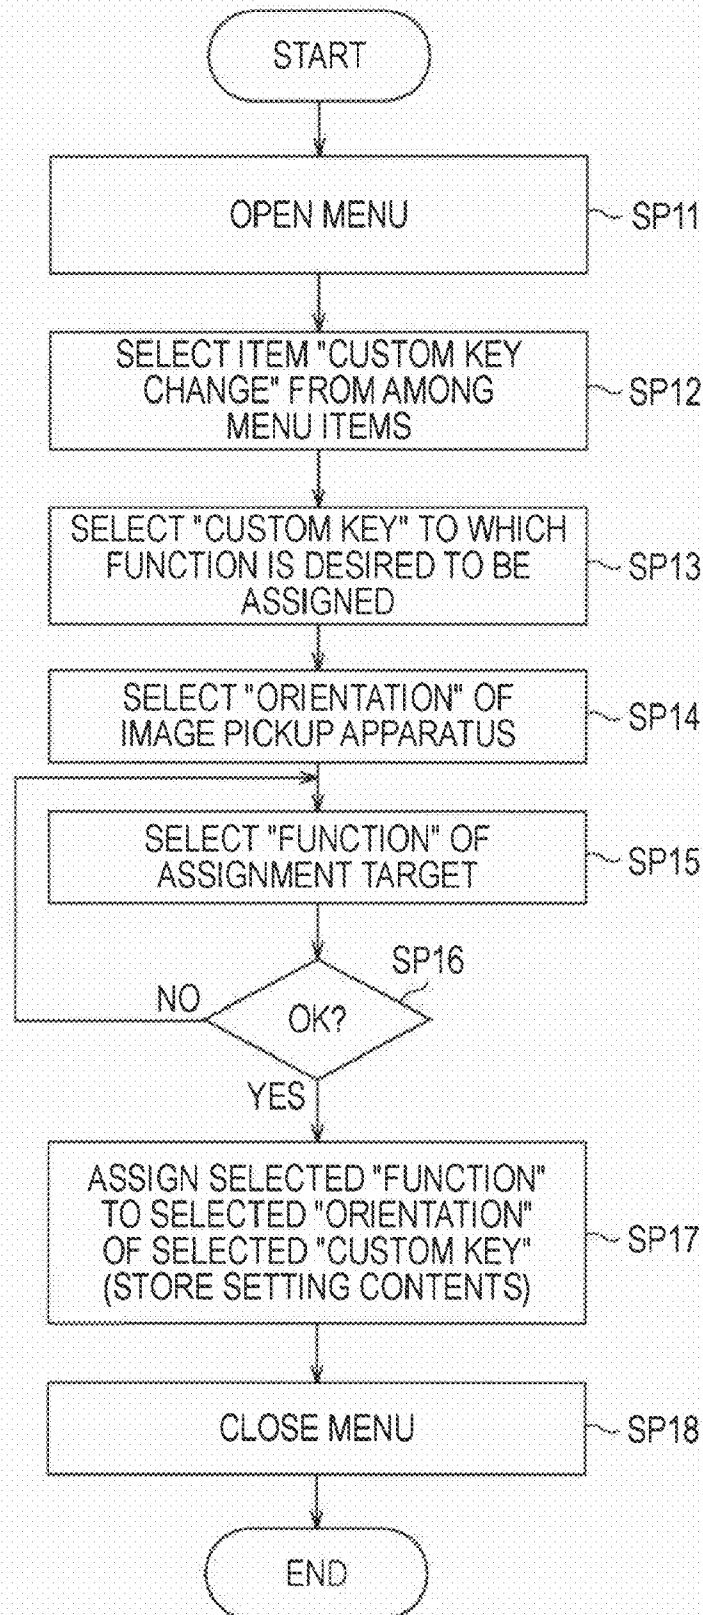 START
OPEN MENU
SP11
SELECT ITEM "CUSTOM KEY
CHANGE" FROM AMONG
MENU ITEMS
SP12
SELECT "CUSTOM KEY" TO WHICH
FUNCTION IS DESIRED TO BE
ASSIGNED
SP13
SELECT "ORIENTATION" OF
IMAGE PICKUP APPARATUS
SP14
SELECT "FUNCTION" OF
ASSIGNMENT TARGET
SP15
SP16
NO
OK?
YES
ASSIGN SELECTED "FUNCTION"
TO SELECTED "ORIENTATION"
OF SELECTED "CUSTOM KEY"
(STORE SETTING CONTENTS)
SP17
CLOSE MENU
SP18
END